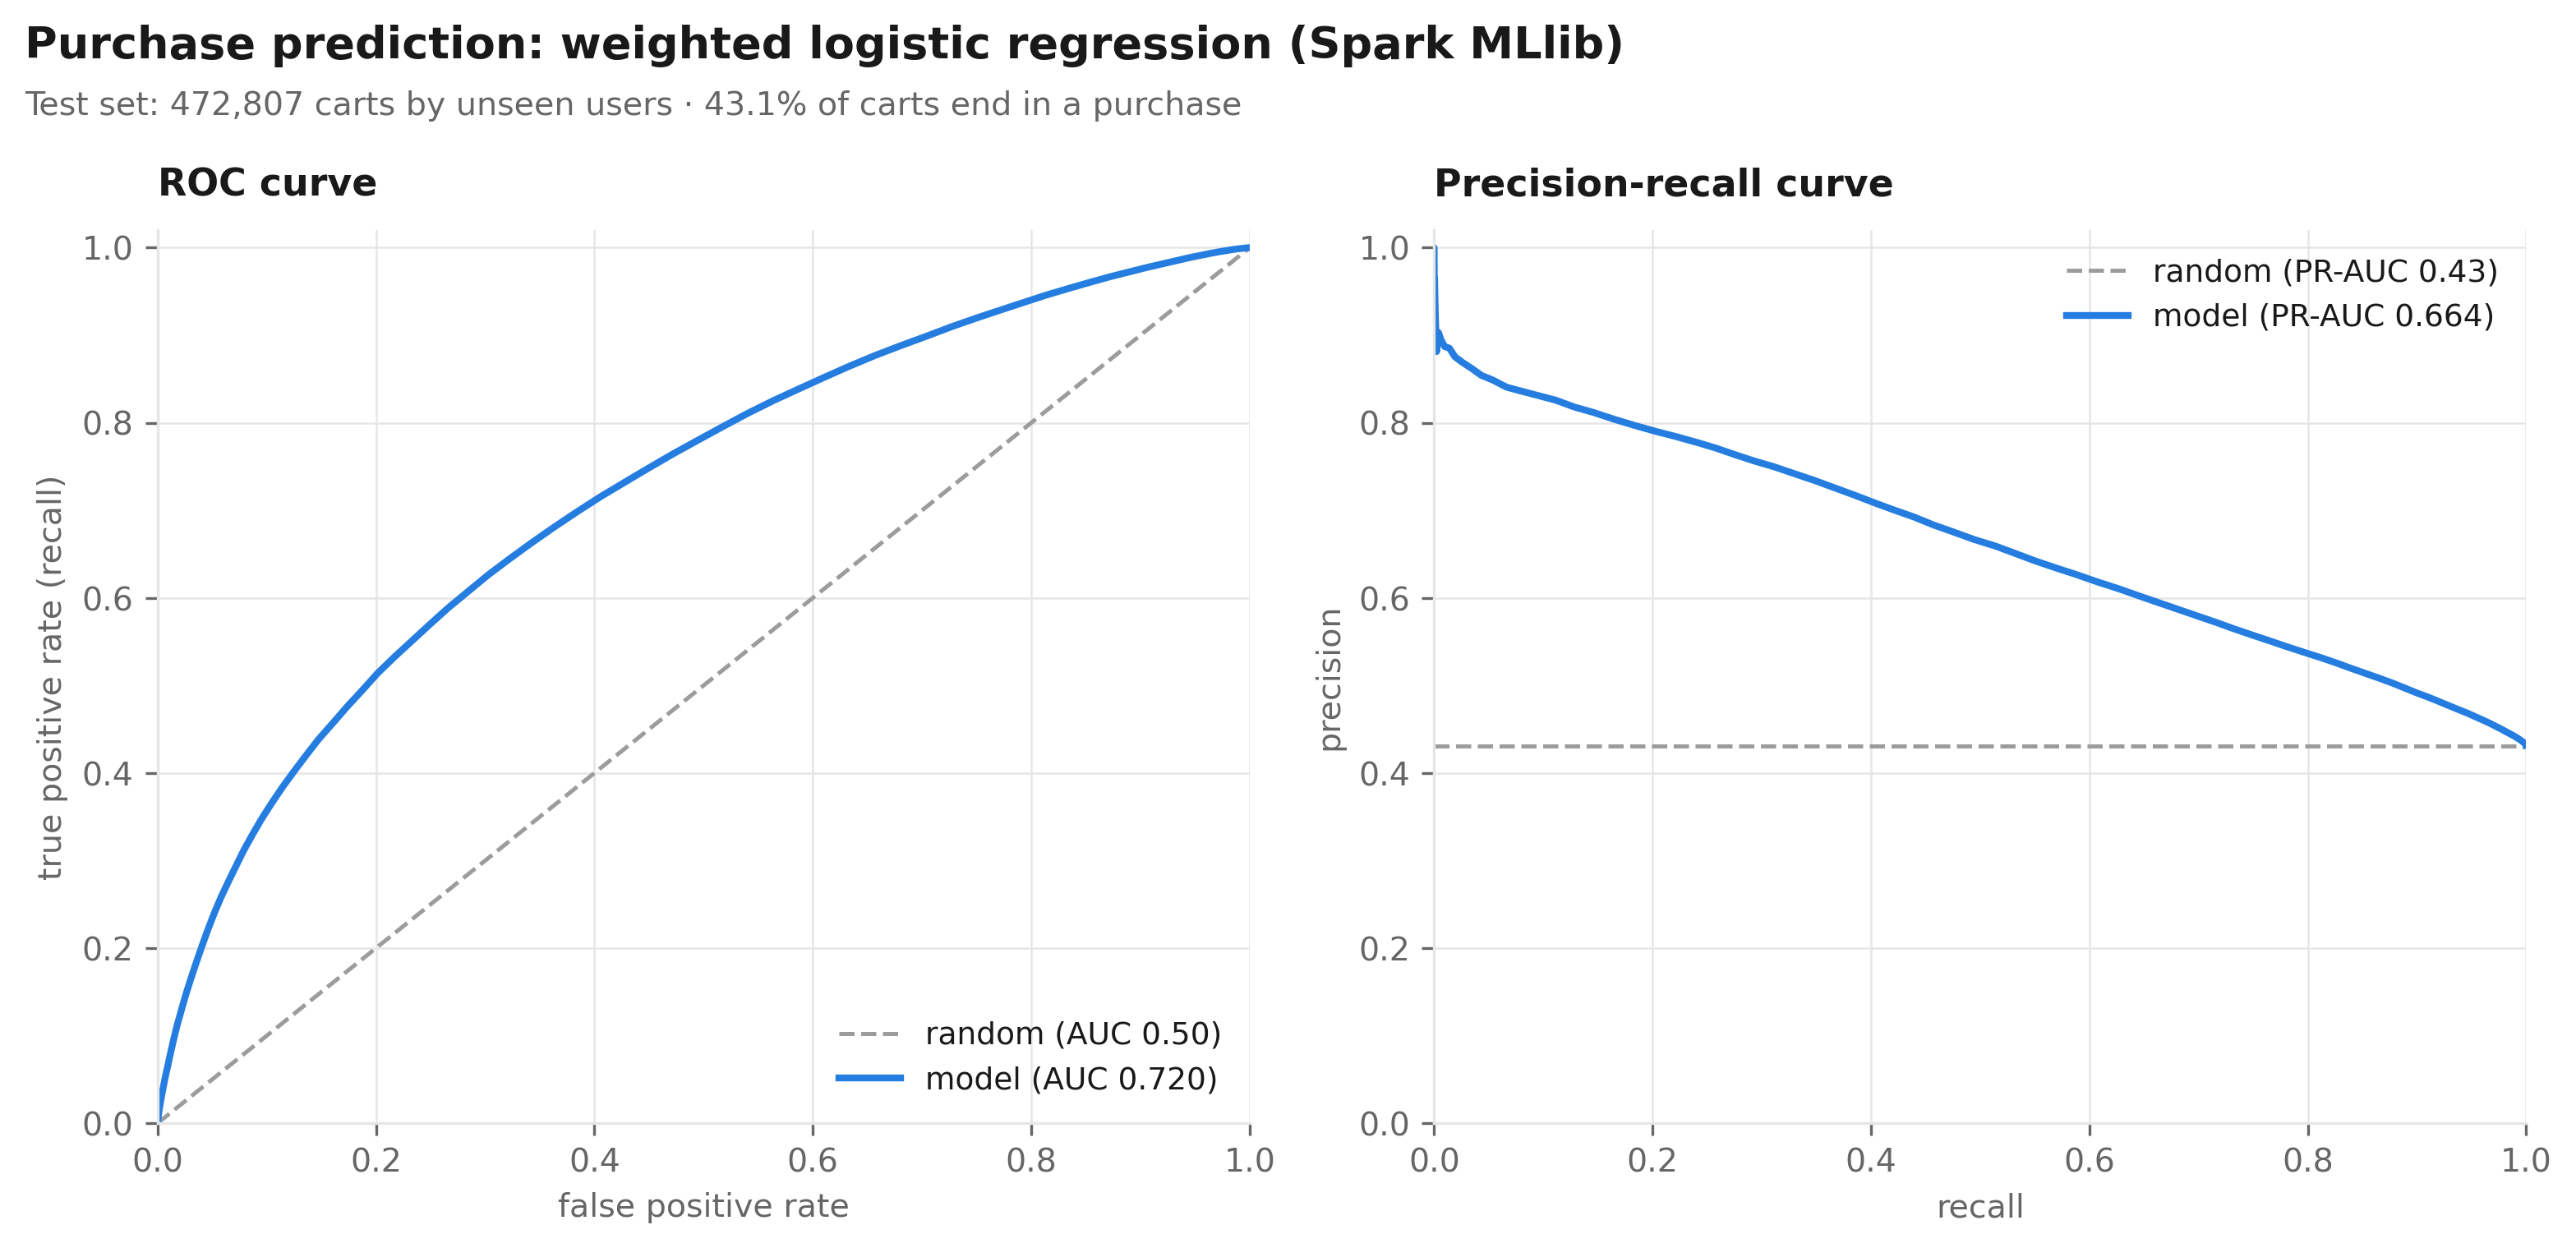 Purchase prediction: weighted logistic regression (Spark MLlib)
Test set: 472,807 carts by unseen users · 43.1% of carts end in a purchase
ROC curve
true positive rate (recall)
1.0
0.8
0.6
0.4
0.2
0.0
random (AUC 0.50)
model (AUC 0.720)
0.0 0.2 0.4 0.6 0.8 1.0
false positive rate
Precision-recall curve
precision
1.0
0.8
0.6
0.4
0.2
0.0
random (PR-AUC 0.43)
model (PR-AUC 0.664)
0.0 0.2 0.4 0.6 0.8 1.0
recall